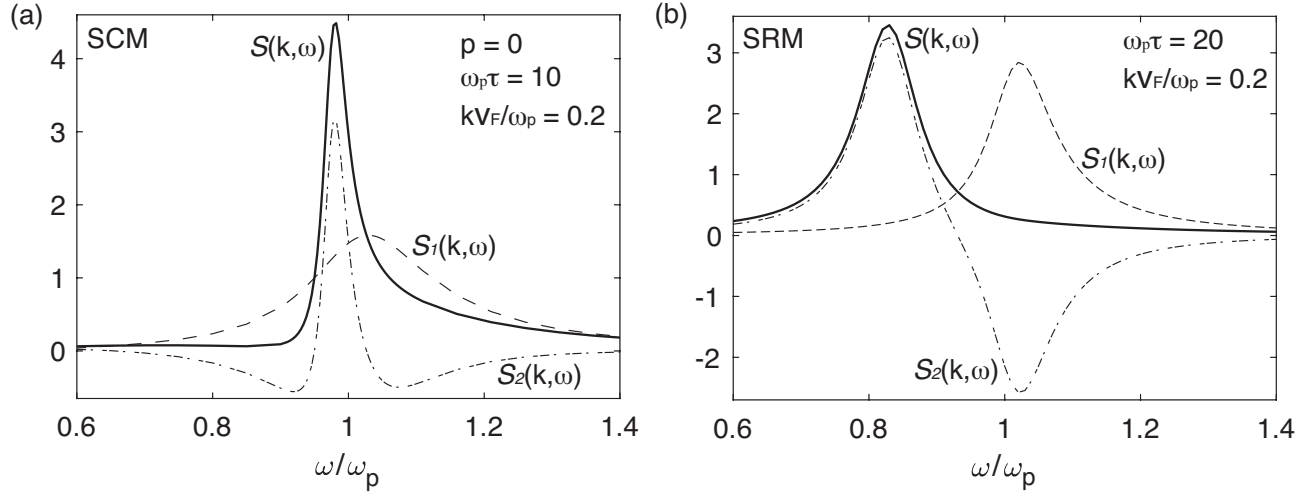 (a)
SCM
S(k,ω)
p = 0
ωₚτ = 10
kvF/ωₚ = 0.2
S₁(k,ω)
S₂(k,ω)
4
3
2
1
0
0.6
0.8
1
1.2
1.4
ω/ωₚ
(b)
SRM
S(k,ω)
ωₚτ = 20
kvF/ωₚ = 0.2
S₁(k,ω)
S₂(k,ω)
3
2
1
0
-1
-2
0.6
0.8
1
1.2
1.4
ω/ωₚ